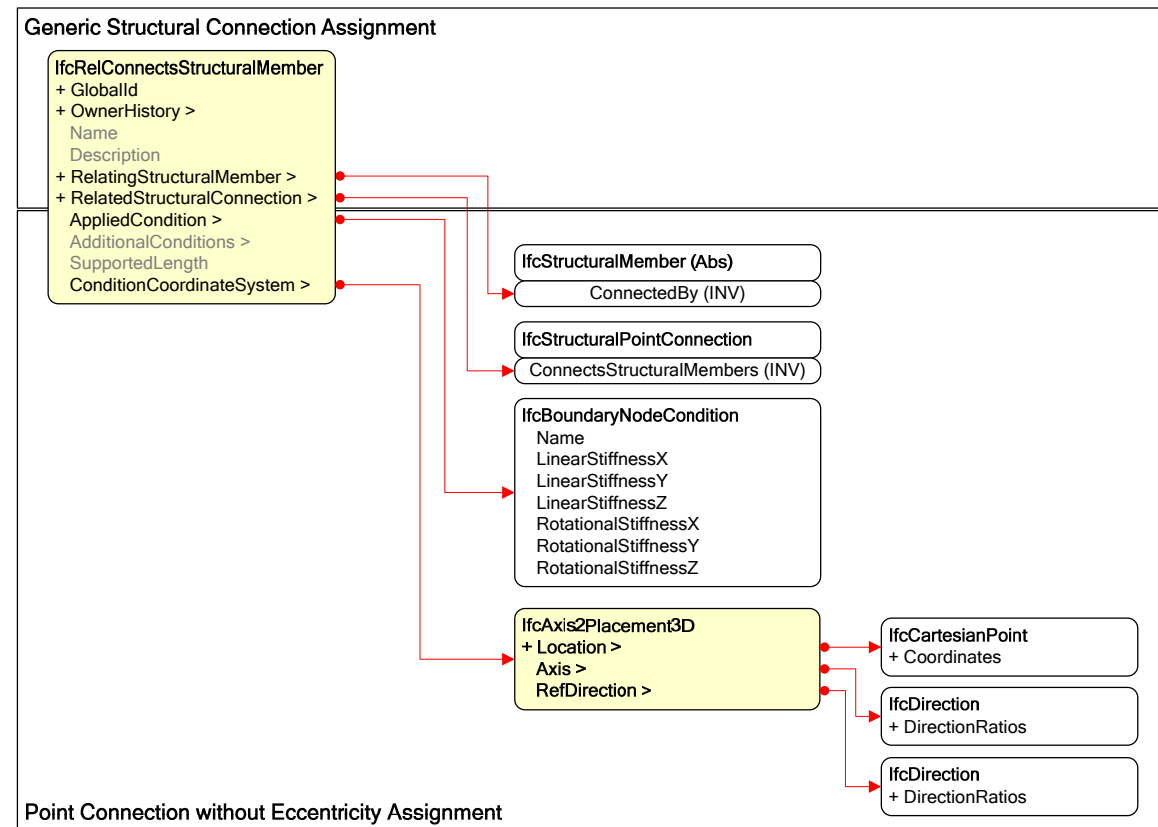 Generic Structural Connection Assignment
IfcRelConnectsStructuralMember
+ GlobalId
+ OwnerHistory >
Name
Description
+ RelatingStructuralMember >
+ RelatedStructuralConnection >
AppliedCondition >
AdditionalConditions >
SupportedLength
ConditionCoordinateSystem >
IfcStructuralMember (Abs)
ConnectedBy (INV)
IfcStructuralPointConnection
ConnectsStructuralMembers (INV)
IfcBoundaryNodeCondition
Name
LinearStiffnessX
LinearStiffnessY
LinearStiffnessZ
RotationalStiffnessX
RotationalStiffnessY
RotationalStiffnessZ
IfcAxis2Placement3D
+ Location >
Axis >
RefDirection >
IfcCartesianPoint
+ Coordinates
IfcDirection
+ DirectionRatios
IfcDirection
+ DirectionRatios
Point Connection without Eccentricity Assignment